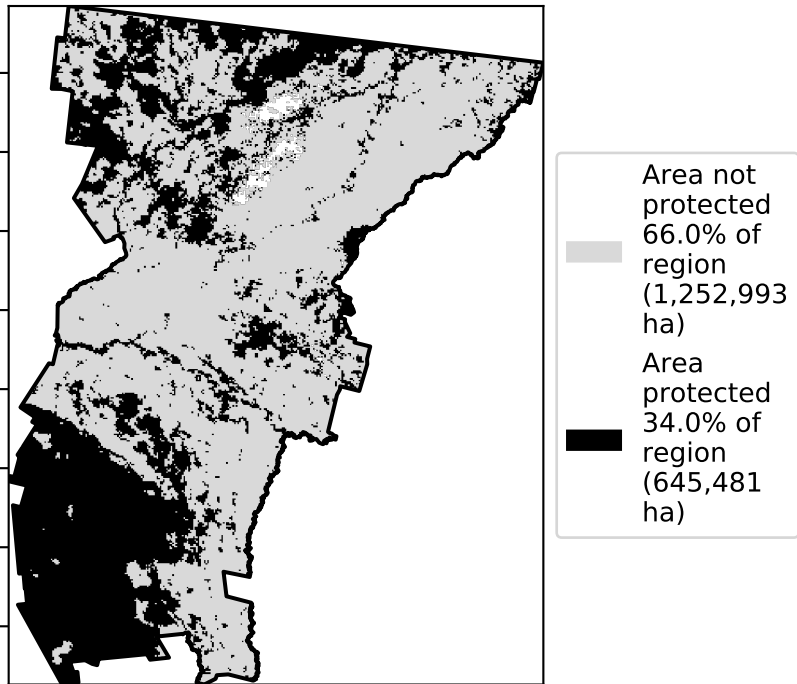 Area not
protected
66.0% of
region
(1,252,993
ha)
Area
protected
34.0% of
region
(645,481
ha)